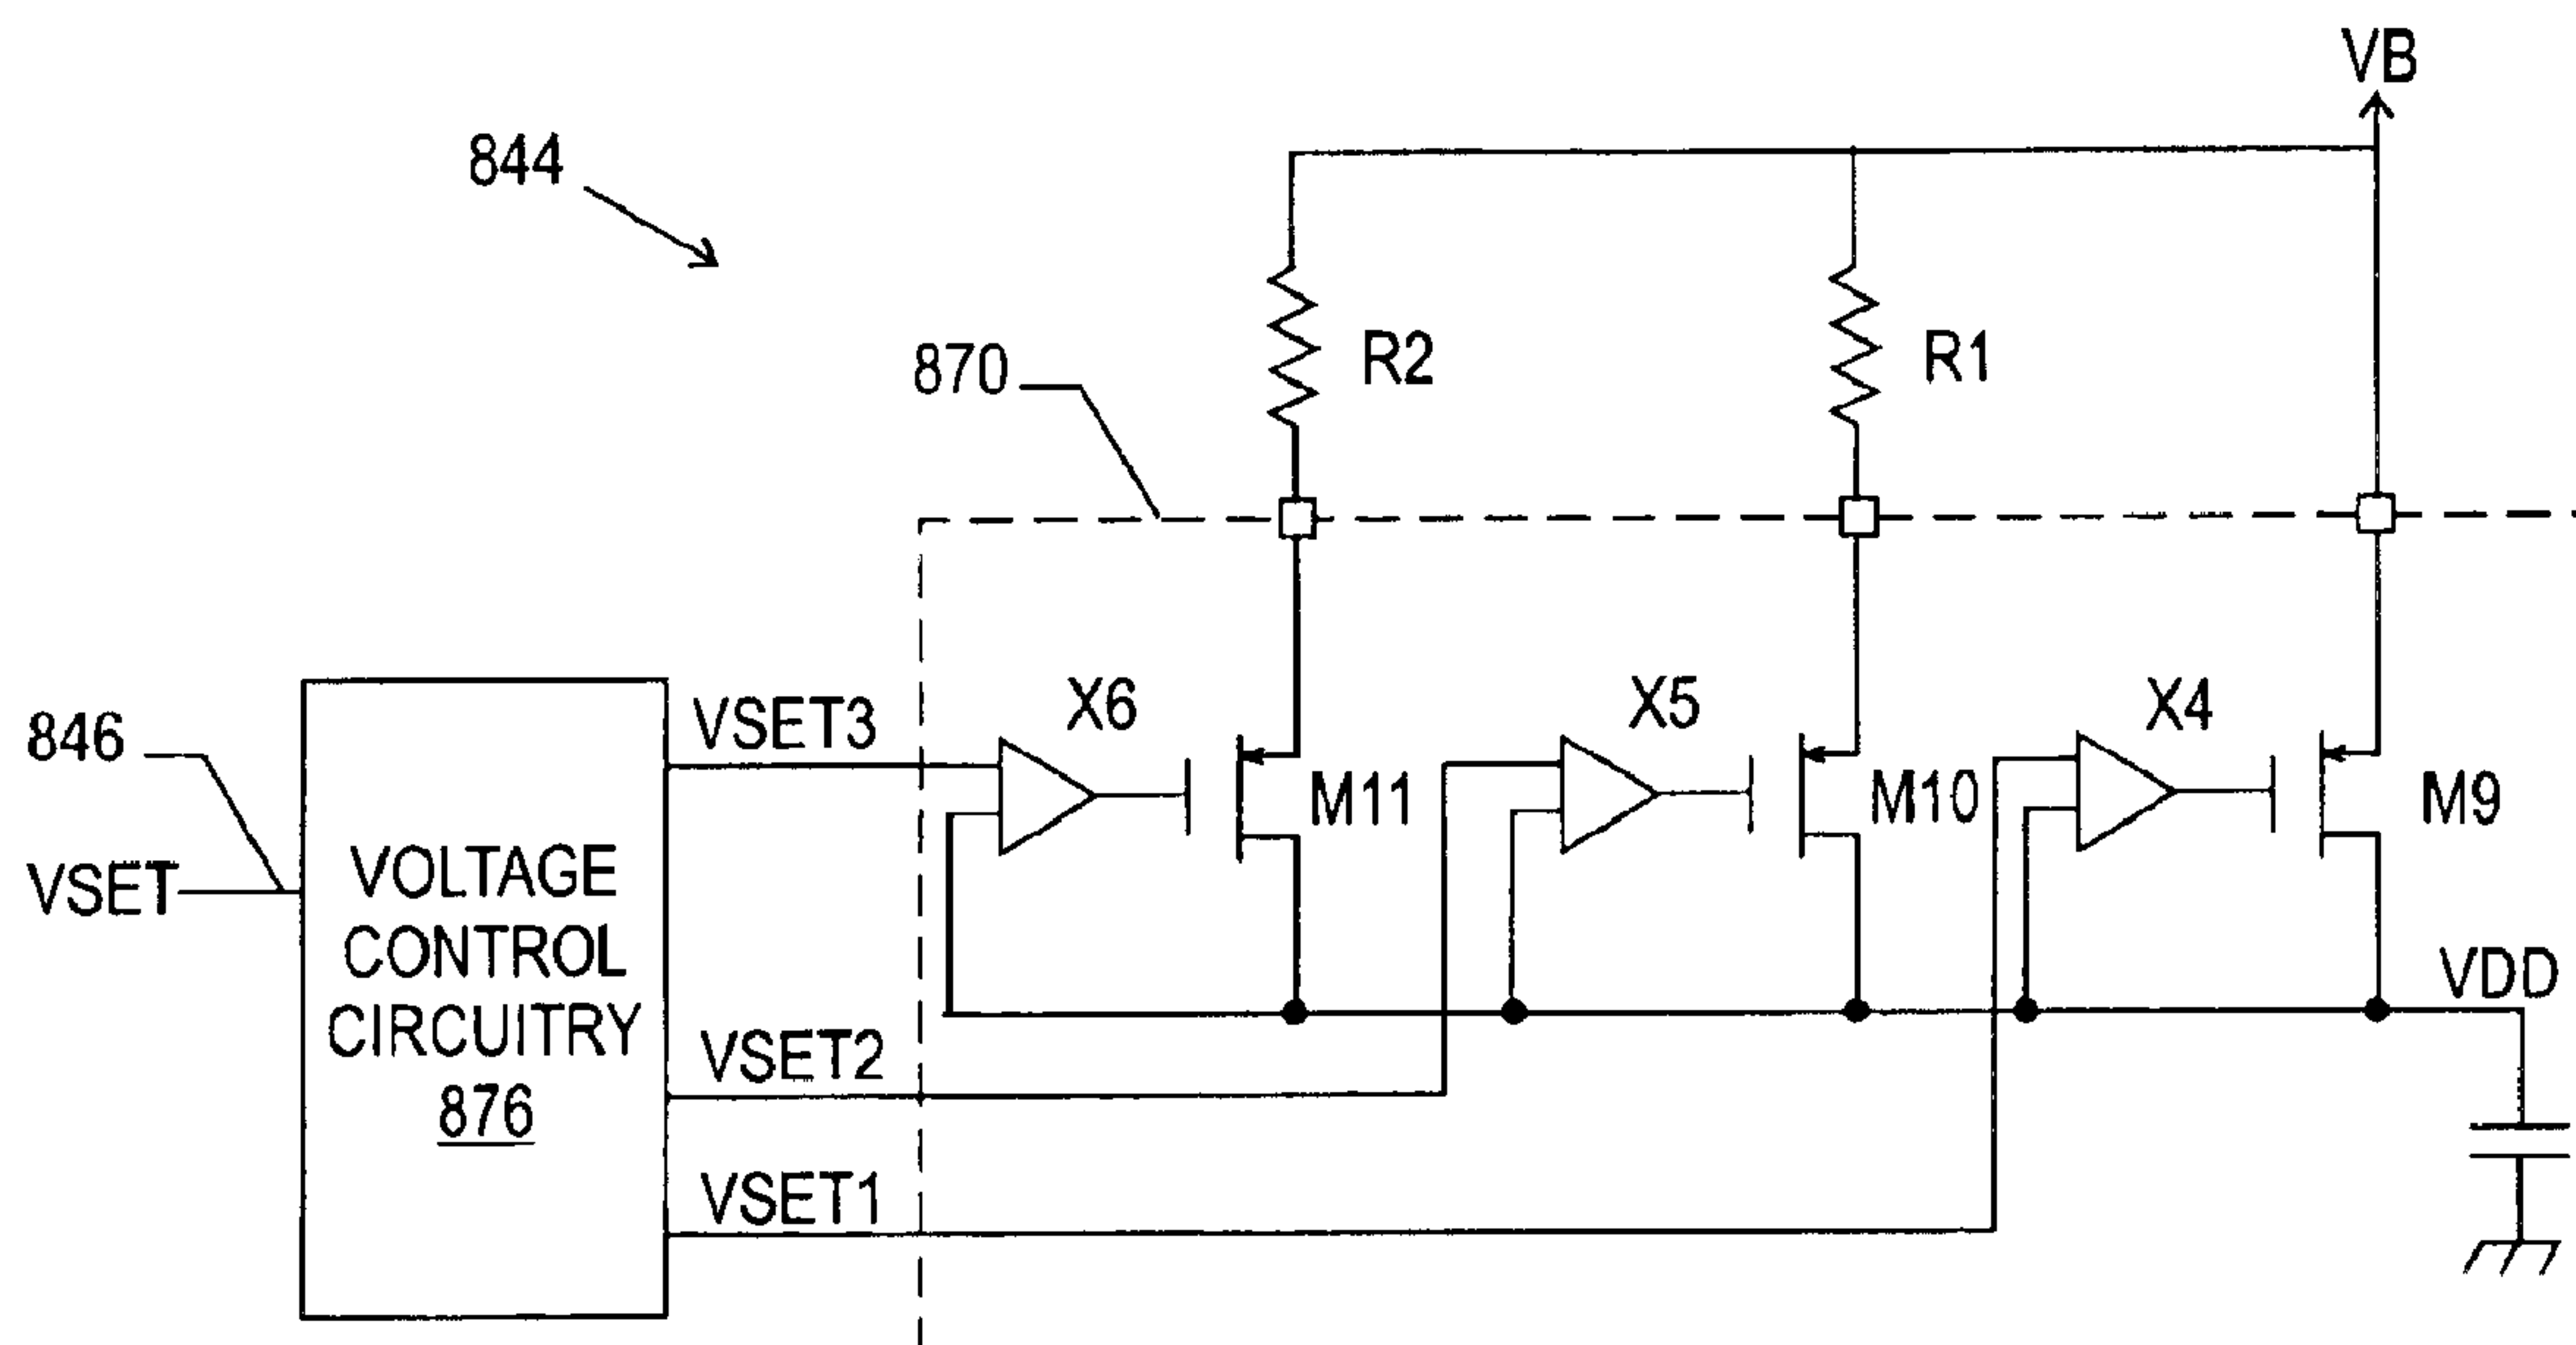 VB
844
870
R2
R1
X6
X5
X4
VSET3
846
M11
M10
M9
VSET
VOLTAGE
CONTROL
CIRCUITRY
876
VDD
VSET2
VSET1